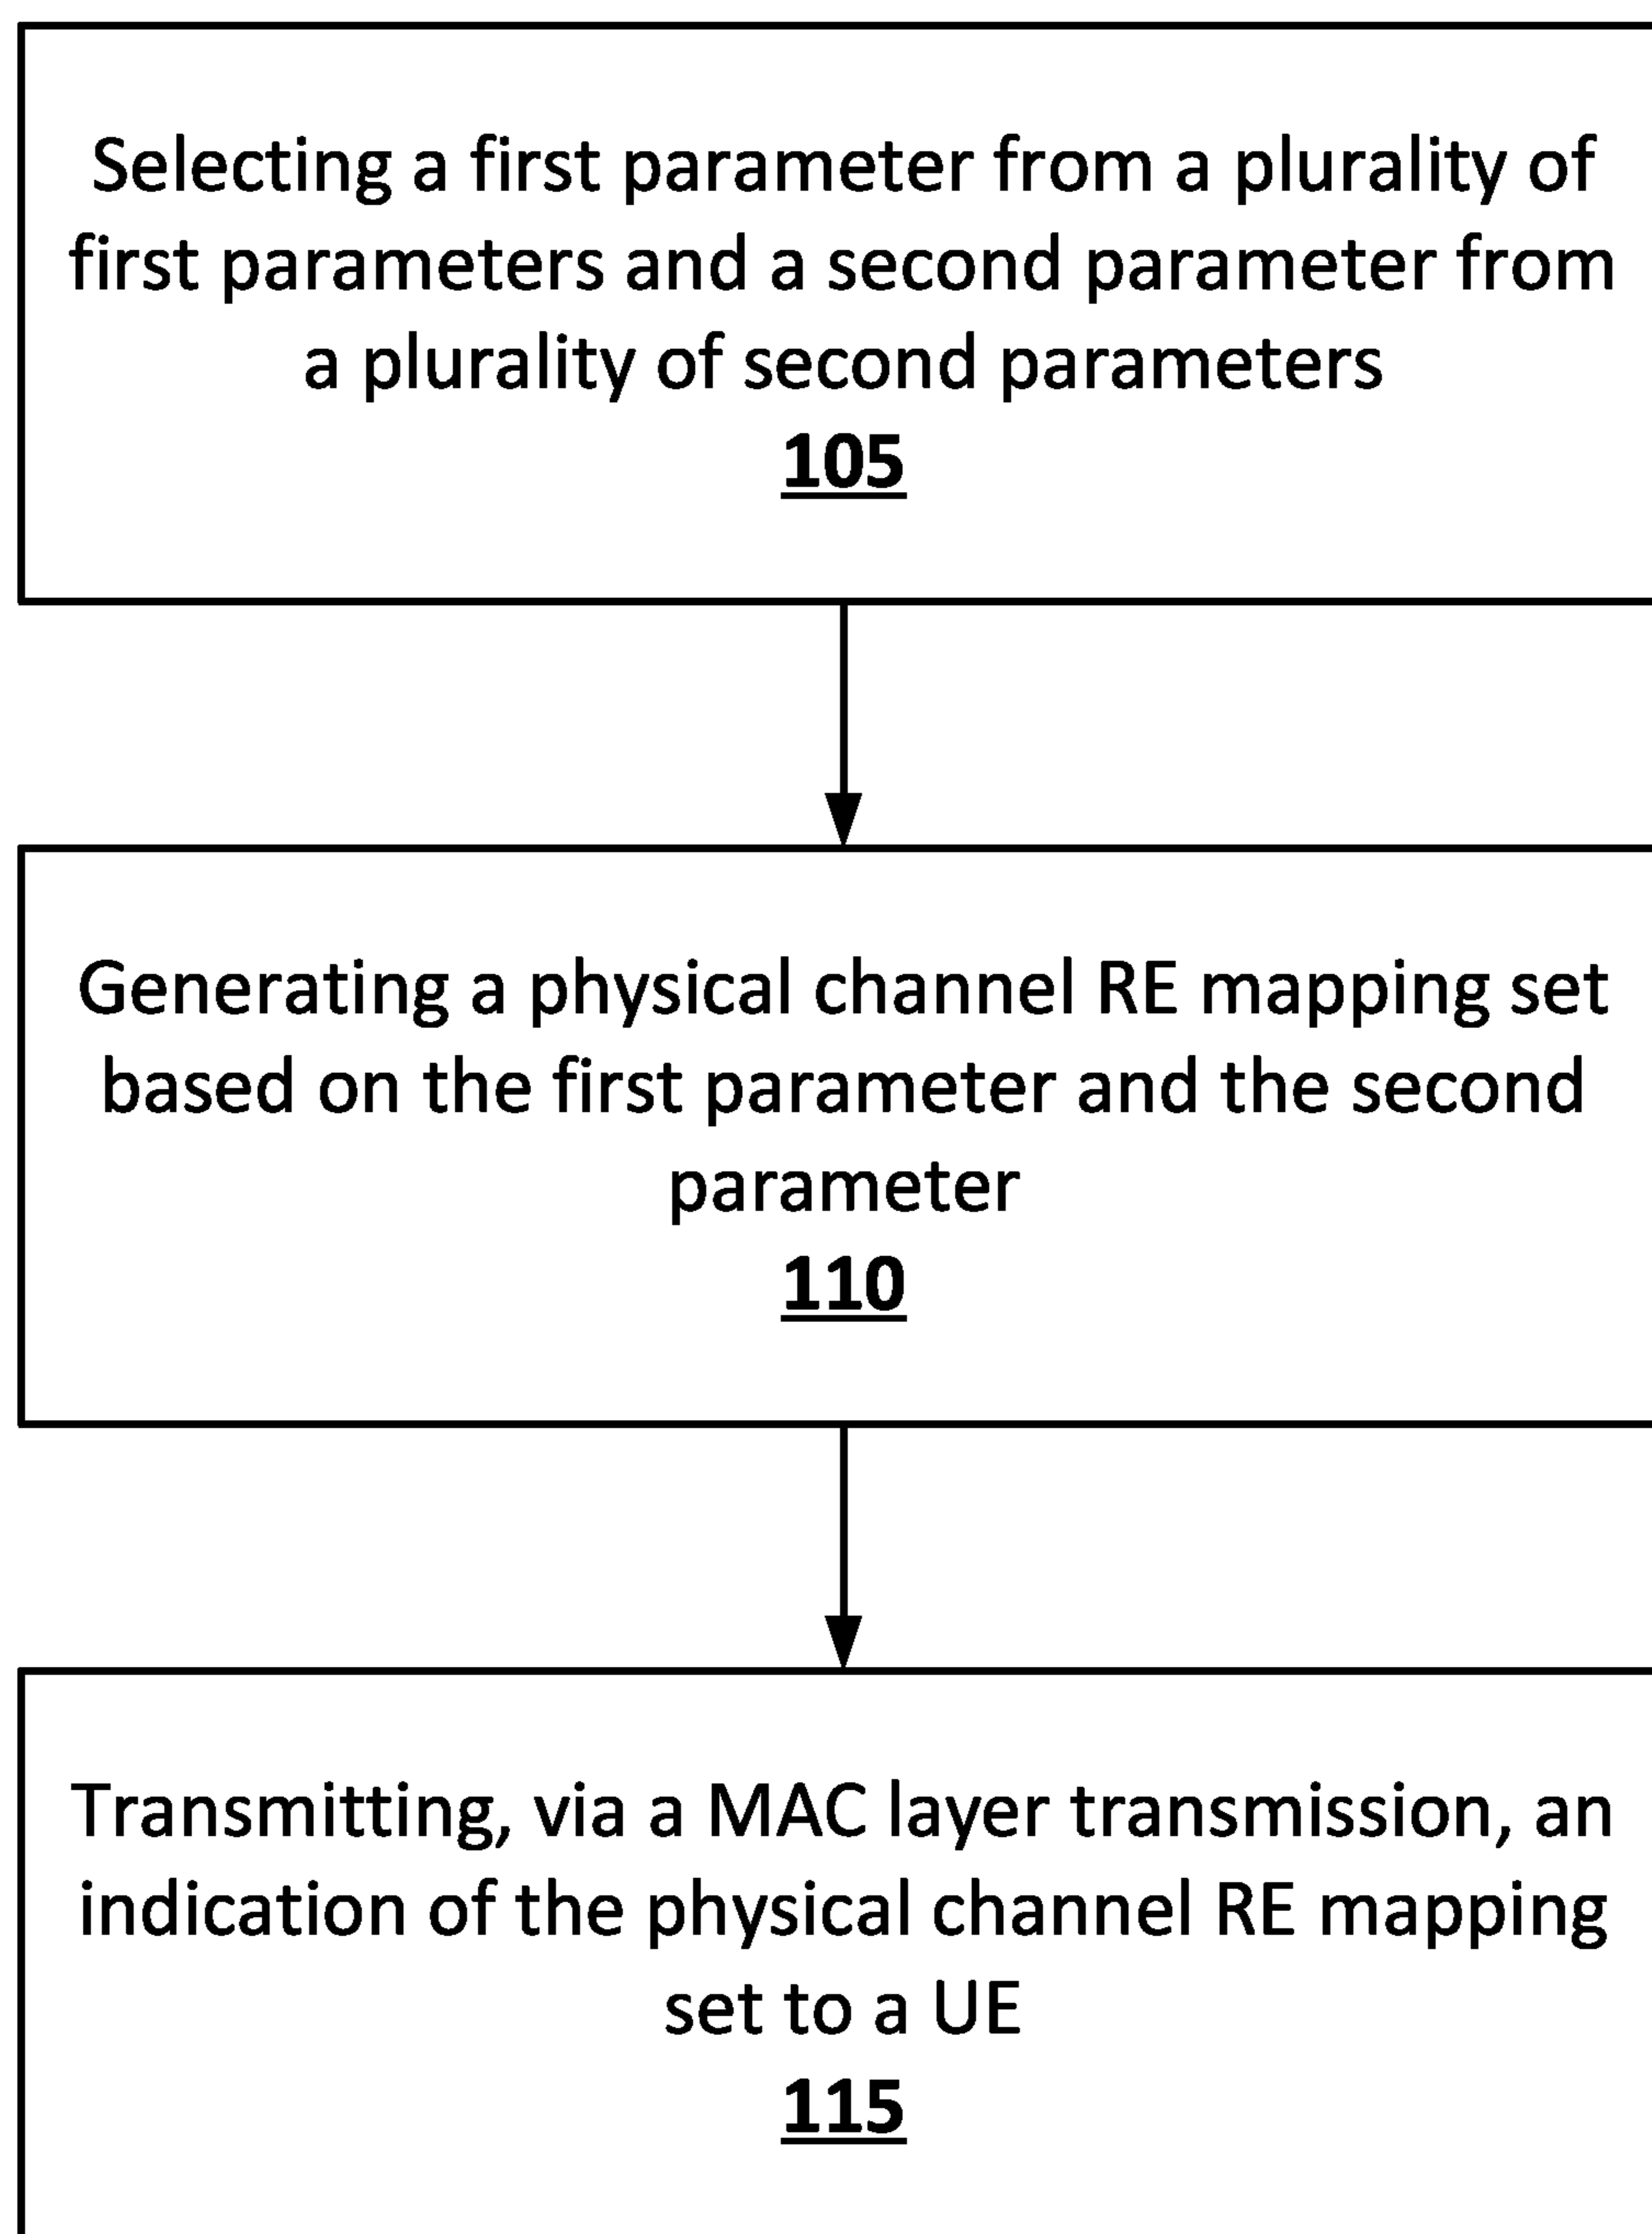 Selecting a first parameter from a plurality of
first parameters and a second parameter from
a plurality of second parameters
105
Generating a physical channel RE mapping set
based on the first parameter and the second
parameter
110
Transmitting, via a MAC layer transmission, an
indication of the physical channel RE mapping
set to a UE
115